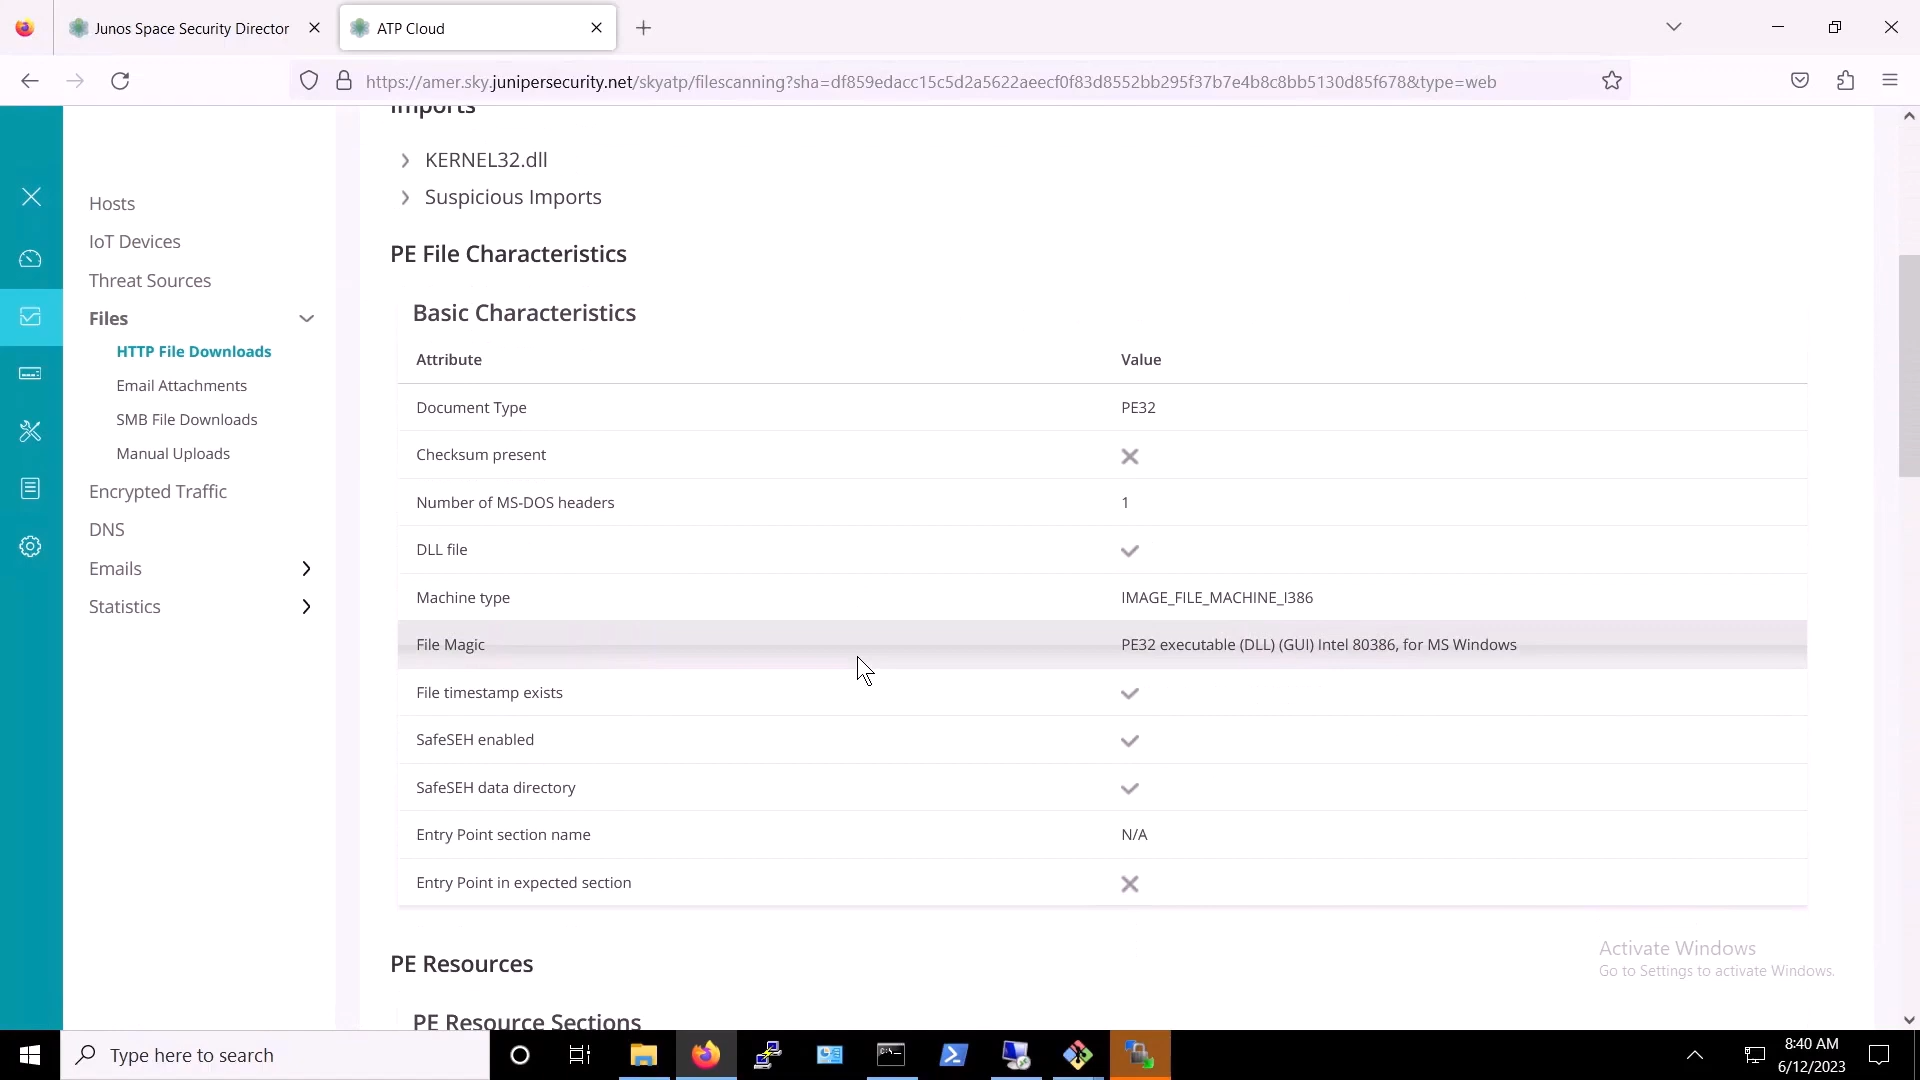 Junos Space Security Director
ATP Cloud
https://amer.sky.junipersecurity.net/skyatp/filescanning?sha=df859edacc15c5d2a5622aeecf0f83d8552bb295f37b7e4b8c8bb5130d85f678&type=web
Hosts
IoT Devices
Threat Sources
Files
HTTP File Downloads
Email Attachments
SMB File Downloads
Manual Uploads
Encrypted Traffic
DNS
Emails
Statistics
Imports
KERNEL32.dll
Suspicious Imports
PE File Characteristics
Basic Characteristics
Attribute Value
Document Type PE32
Checksum present
Number of MS-DOS headers 1
DLL file
Machine type IMAGE_FILE_MACHINE_I386
File Magic PE32 executable (DLL) (GUI) Intel 80386, for MS Windows
File timestamp exists
SafeSEH enabled
SafeSEH data directory
Entry Point section name N/A
Entry Point in expected section
PE Resources
PE Resource Sections
Activate Windows
Go to Settings to activate Windows.
Type here to search
8:40 AM
6/12/2023